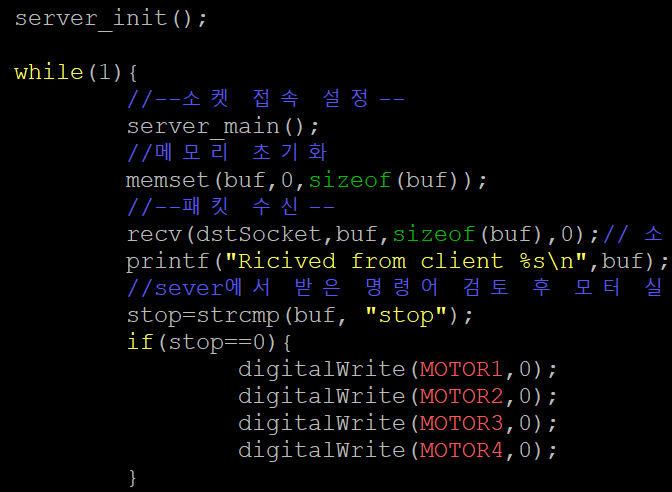 server_init();
while(1){
//--소켓 접속 설정--
server_main();
//메모리 초기화
memset(buf,0,sizeof(buf));
//--패킷 수신--
recv(dstSocket,buf,sizeof(buf),0);// 소
printf("Ricived from client %s\n",buf);
//sever에서 받은 명령어 검토 후 모터 실
stop=strcmp(buf, "stop");
if(stop==0){
digitalWrite(MOTOR1,0);
digitalWrite(MOTOR2,0);
digitalWrite(MOTOR3,0);
digitalWrite(MOTOR4,0);
}